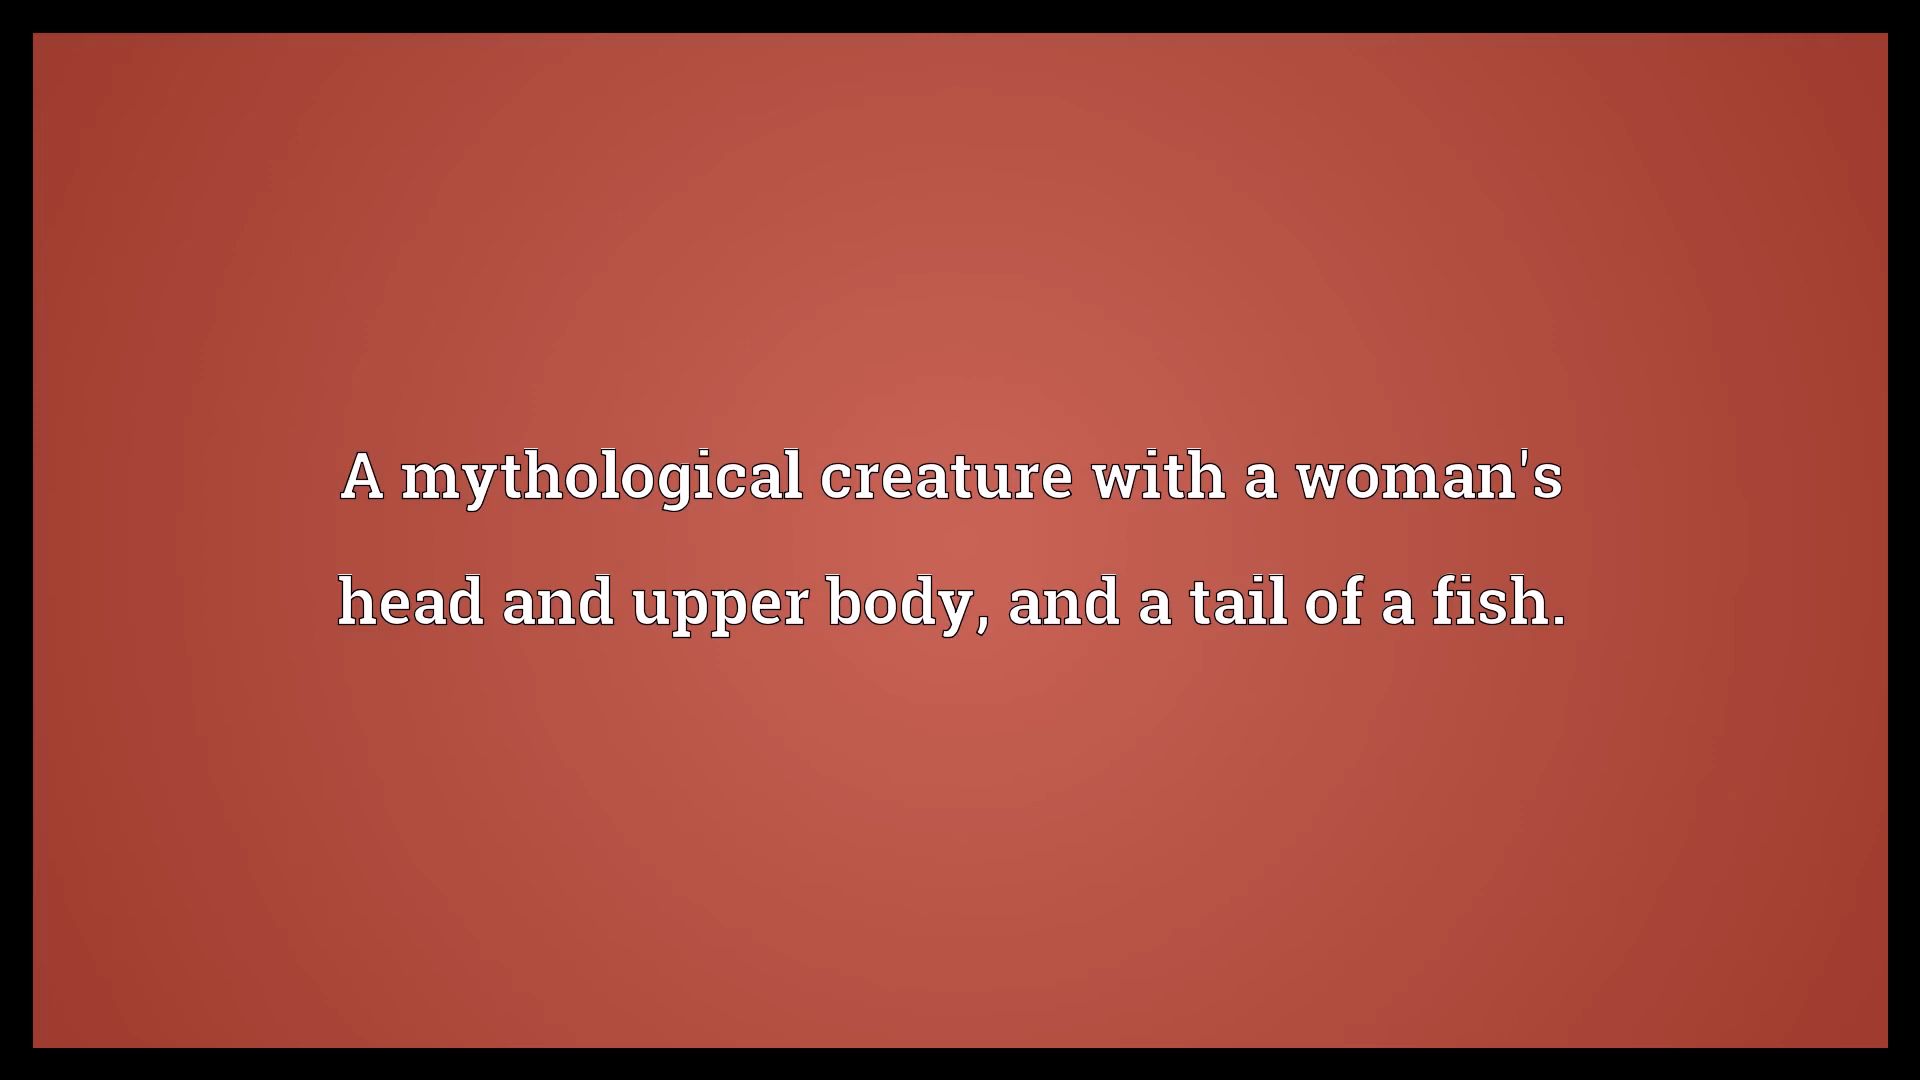 A mythological creature with a woman's
head and upper body, and a tail of a fish.